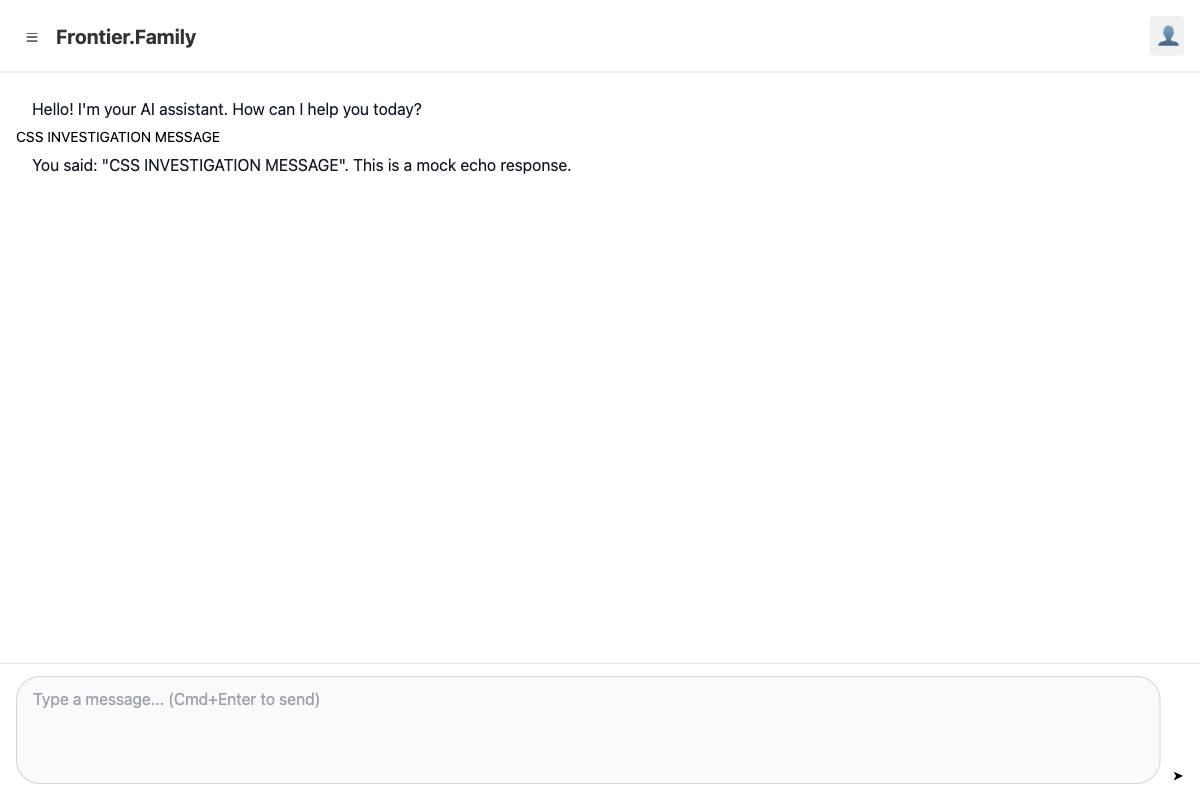 Frontier.Family
Hello! I'm your AI assistant. How can I help you today?
CSS INVESTIGATION MESSAGE
You said: "CSS INVESTIGATION MESSAGE". This is a mock echo response.
Type a message... (Cmd+Enter to send)